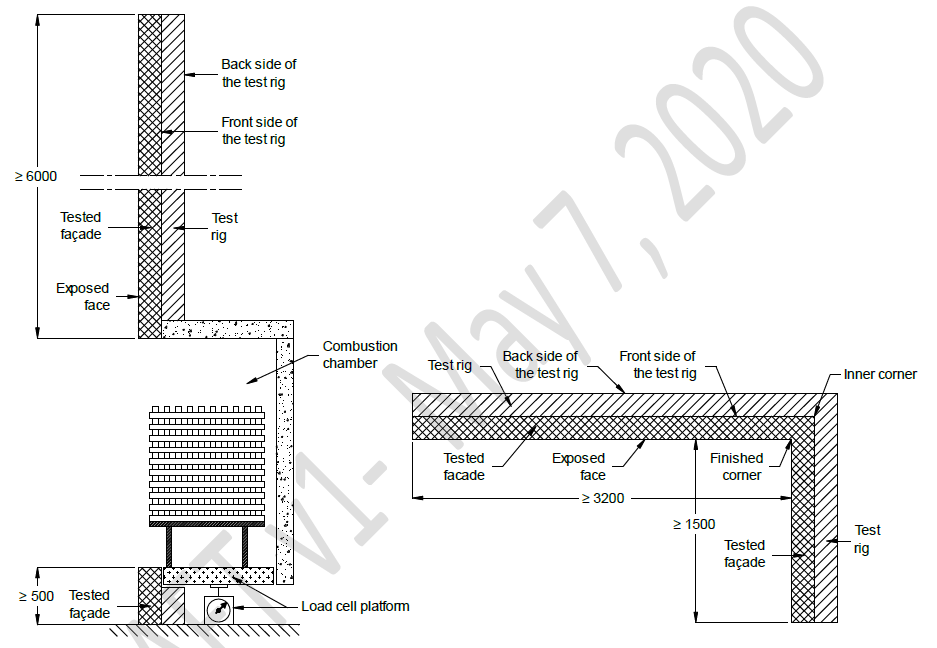 Back side of
the test rig
Front side of
the test rig
≥ 6000
Tested
façade
Test
rig
Exposed
face
Combustion
chamber
≥ 500
Tested
façade
Load cell platform
Test rig
Back side of
the test rig
Front side of
the test rig
Inner corner
Tested
facade
Exposed
face
Finished
corner
≥ 3200
≥ 1500
Tested
façade
Test
rig
v1- May 7, 2020